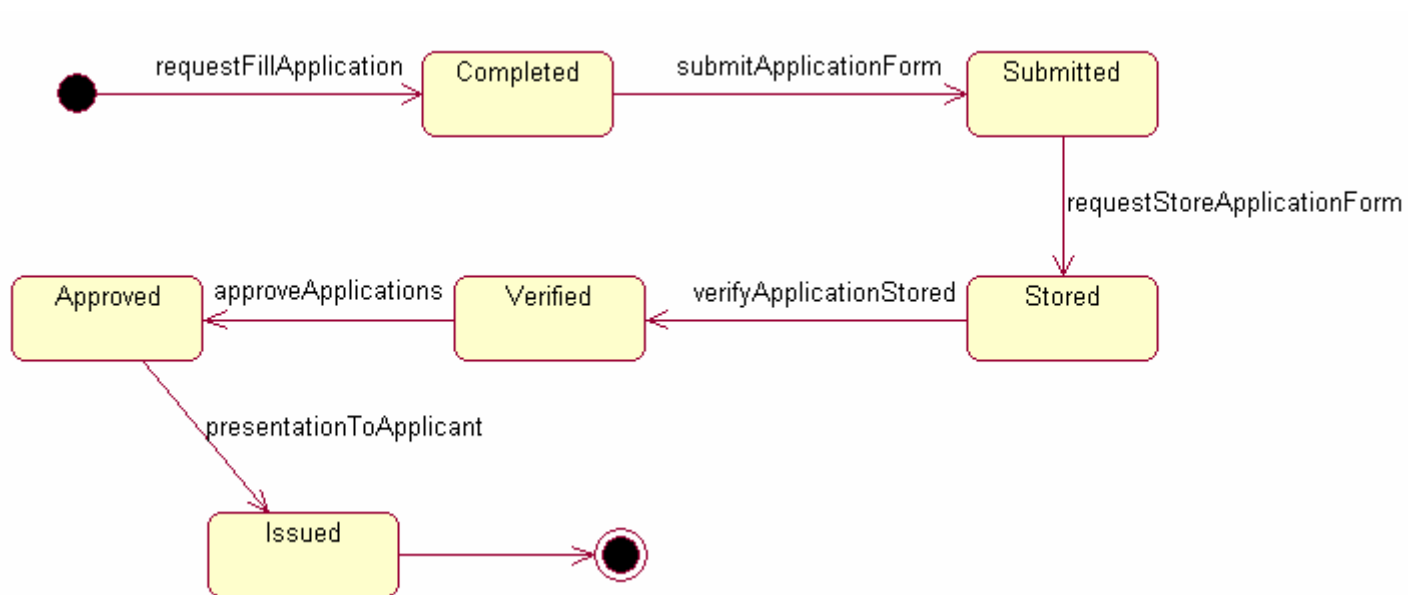 requestFillApplication
Completed
submitApplicationForm
Submitted
requestStoreApplicationForm
Approved
approveApplications
Verified
verifyApplicationStored
Stored
presentationToApplicant
Issued